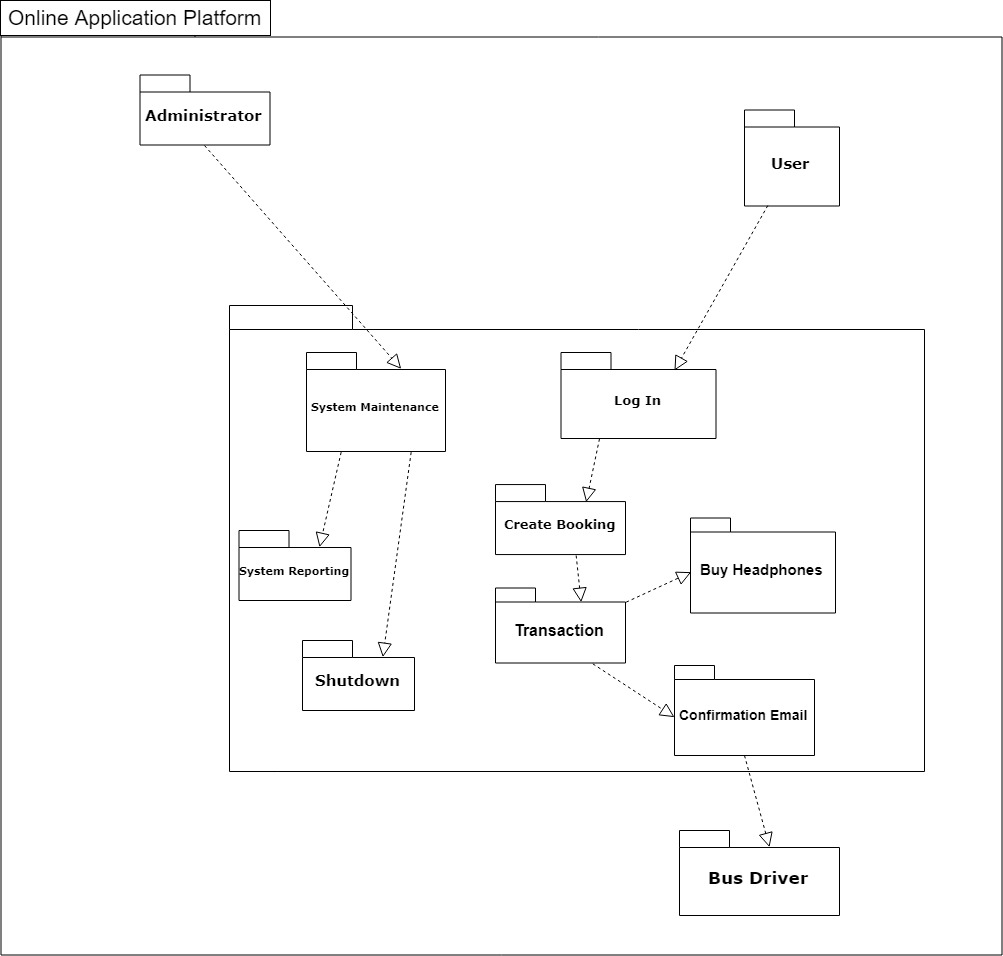 Online Application Platform
Administrator
User
System Maintenance
Log In
Create Booking
System Reporting
Buy Headphones
Transaction
Shutdown
Confirmation Email
Bus Driver